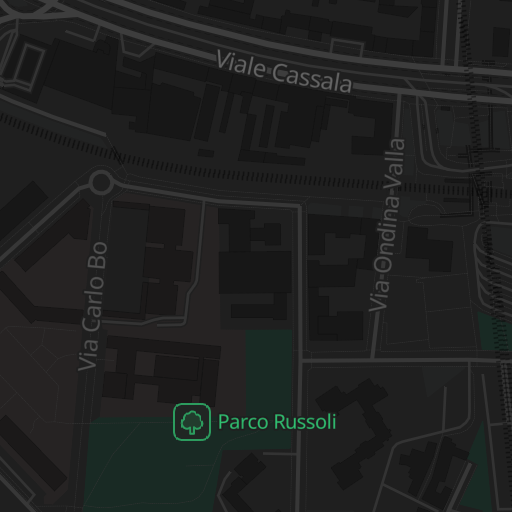 Viale Cassala
Via Ondina Valla
Via Carlo Bo
Parco Russoli